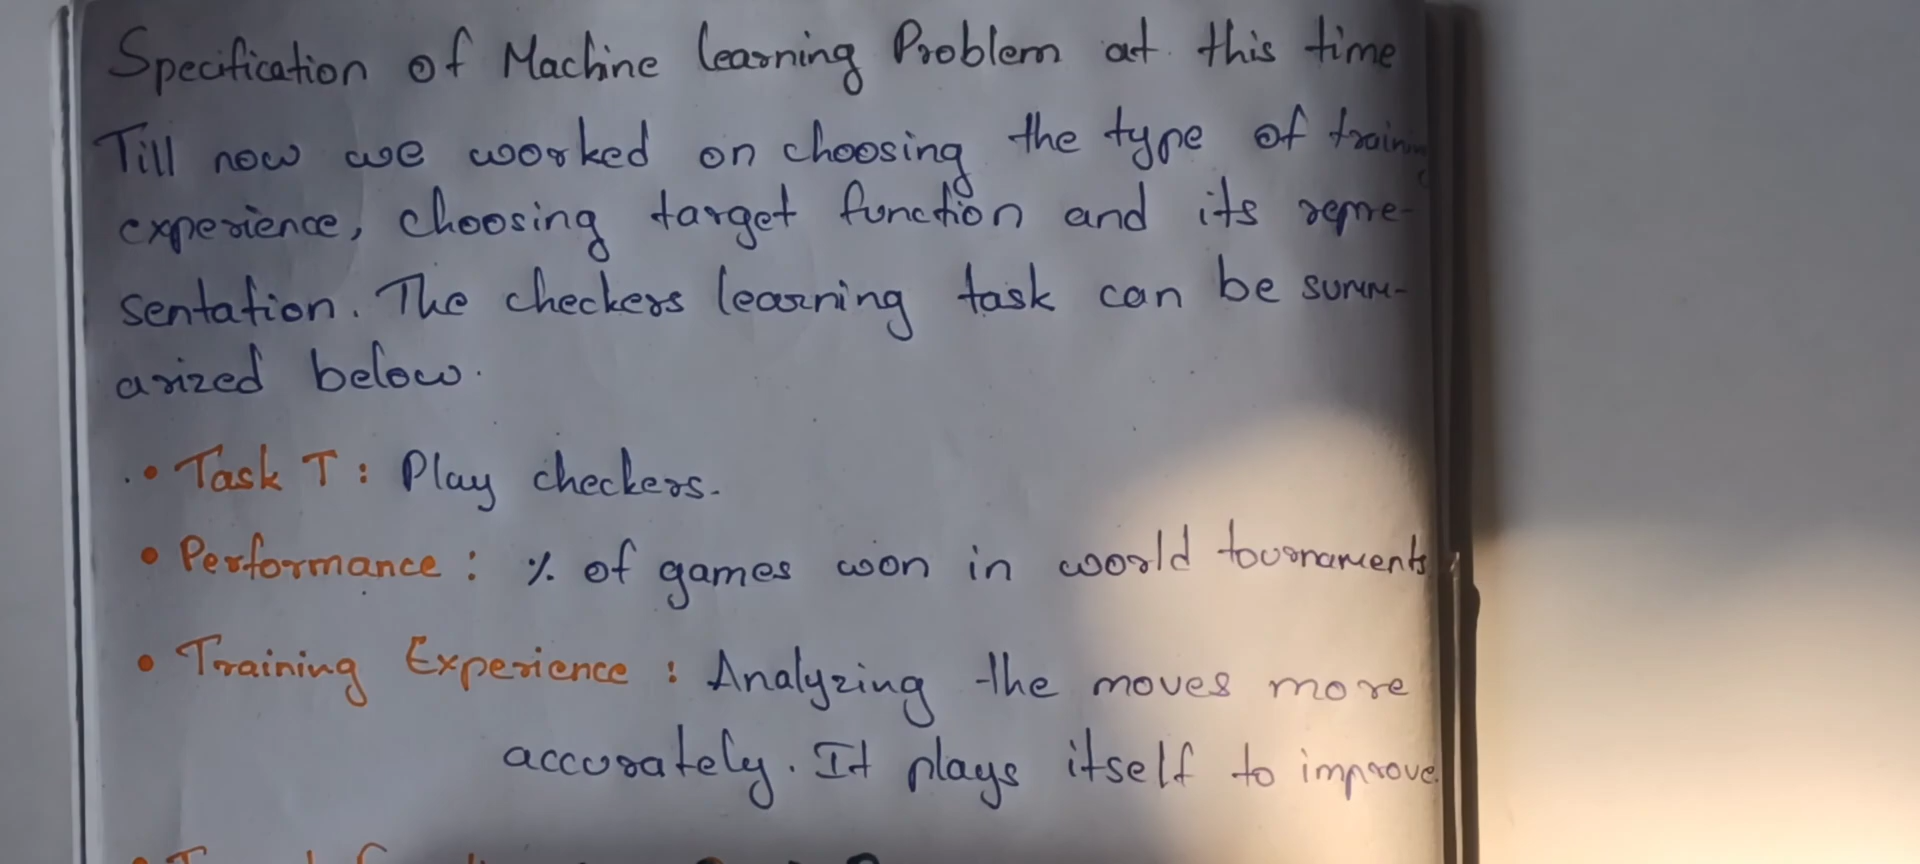 Specification of Machine learning Problem at this time
Till now we worked on choosing the type of training
experience, choosing target function and its repre-
sentation. The checkers learning task can be summ-
arized below.
• Task T : Play checkers.
• Performance : % of games won in world tournaments
• Training Experience : Analyzing the moves more
accurately. It plays itself to improve.